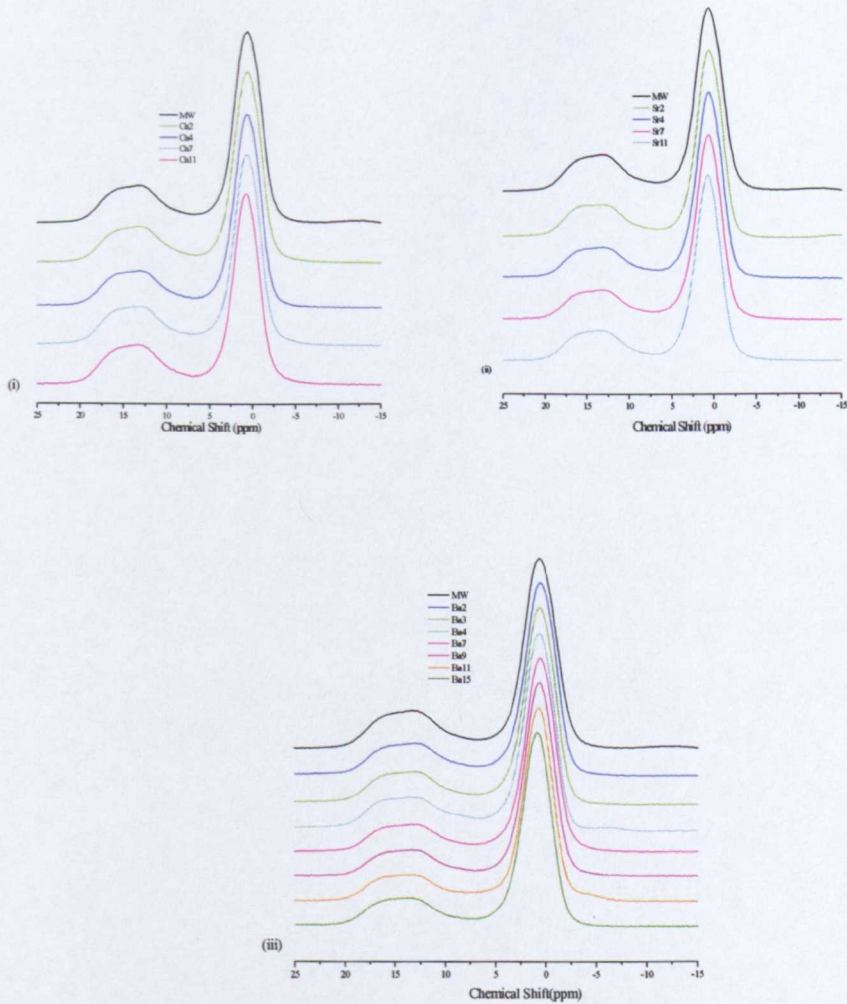 MW
Ca2
Ca4
Ca7
Ca11
(i)
25 20 15 10 5 0 -5 -10 -15
Chemical Shift (ppm)
MW
Sr2
Sr4
Sr7
Sr11
(ii)
25 20 15 10 5 0 -5 -10 -15
Chemical Shift (ppm)
MW
Ba2
Ba3
Ba4
Ba7
Ba9
Ba11
Ba15
(iii)
25 20 15 10 5 0 -5 -10 -15
Chemical Shift(ppm)